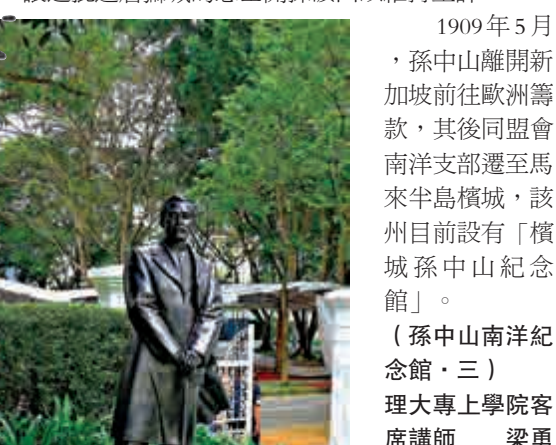 1909年5月
，孫中山離開新
加坡前往歐洲籌
款，其後同盟會
南洋支部遷至馬
來半島檳城，該
州目前設有「檳
城孫中山紀念
館」。
（孫中山南洋紀
念館·三）
理大專上學院客
席講師　梁勇